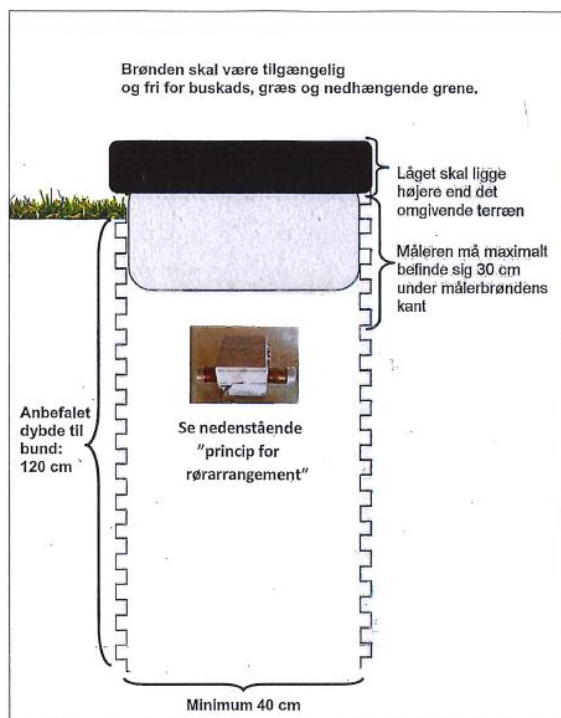 Brønden skal være tilgængelig
og fri for buskads, græs og nedhængende grene.
Låget skal ligge
højere end det
omgivende terræn
Måleren må maximalt
befinde sig 30 cm
under målerbrøndens
kant
Anbefalet
dybde til
bund:
120 cm
Se nedenstående
"princip for
rørarrangement"
Minimum 40 cm